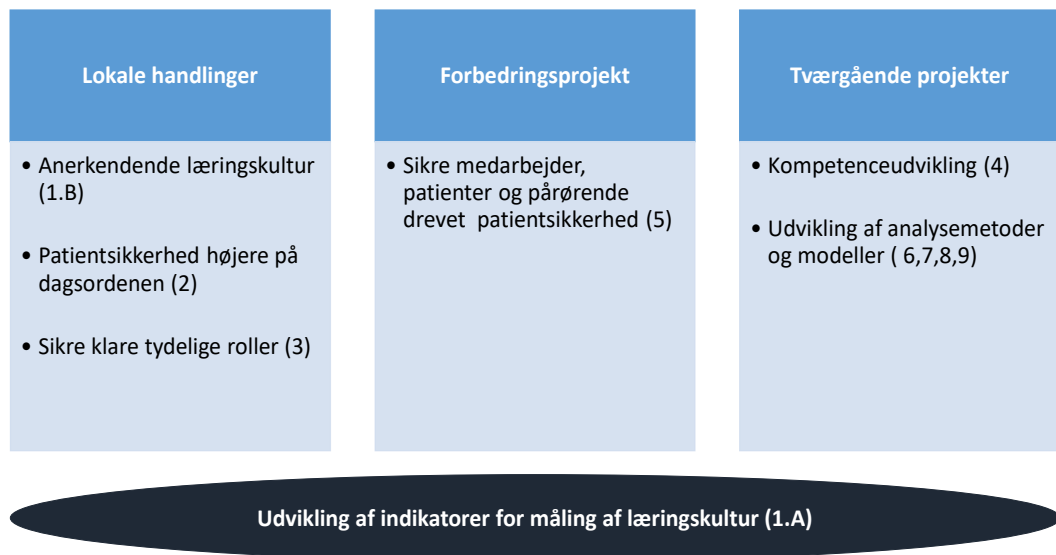 Lokale handlinger
• Anerkendende læringskultur
(1.B)
• Patientsikkerhed højere på
dagsordenen (2)
• Sikre klare tydelige roller (3)
Forbedringsprojekt
• Sikre medarbejder,
patienter og pårørende
drevet patientsikkerhed (5)
Tværgående projekter
• Kompetenceudvikling (4)
• Udvikling af analysemetoder
og modeller ( 6,7,8,9)
Udvikling af indikatorer for måling af læringskultur (1.A)